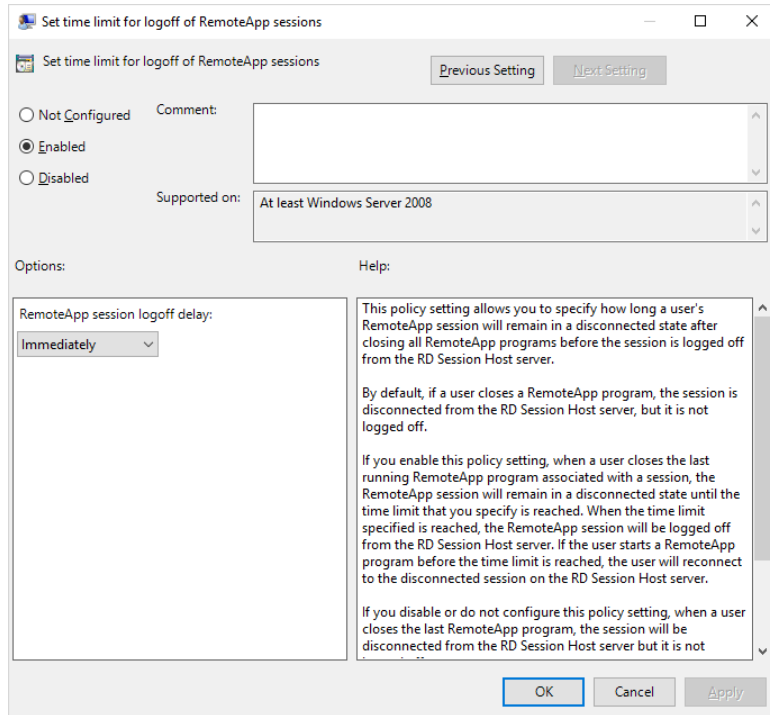 Set time limit for logoff of RemoteApp sessions
Set time limit for logoff of RemoteApp sessions
Previous Setting
Next Setting
Not Configured
Enabled
Disabled
Comment:
Supported on:
At least Windows Server 2008
Options:
Help:
RemoteApp session logoff delay:
Immediately
This policy setting allows you to specify how long a user's
RemoteApp session will remain in a disconnected state after
closing all RemoteApp programs before the session is logged off
from the RD Session Host server.
By default, if a user closes a RemoteApp program, the session is
disconnected from the RD Session Host server, but it is not
logged off.
If you enable this policy setting, when a user closes the last
running RemoteApp program associated with a session, the
RemoteApp session will remain in a disconnected state until the
time limit that you specify is reached. When the time limit
specified is reached, the RemoteApp session will be logged off
from the RD Session Host server. If the user starts a RemoteApp
program before the time limit is reached, the user will reconnect
to the disconnected session on the RD Session Host server.
If you disable or do not configure this policy setting, when a user
closes the last RemoteApp program, the session will be
disconnected from the RD Session Host server but it is not
OK
Cancel
Apply